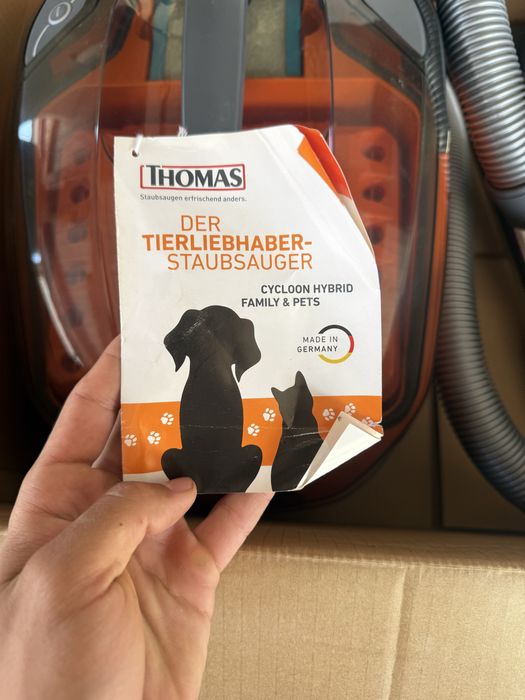 THOMAS
Staubsaugen erfrischend anders.
DER
TIERLIEBHABER-
STAUBSAUGER
CYCLOON HYBRID
FAMILY & PETS
MADE IN
GERMANY